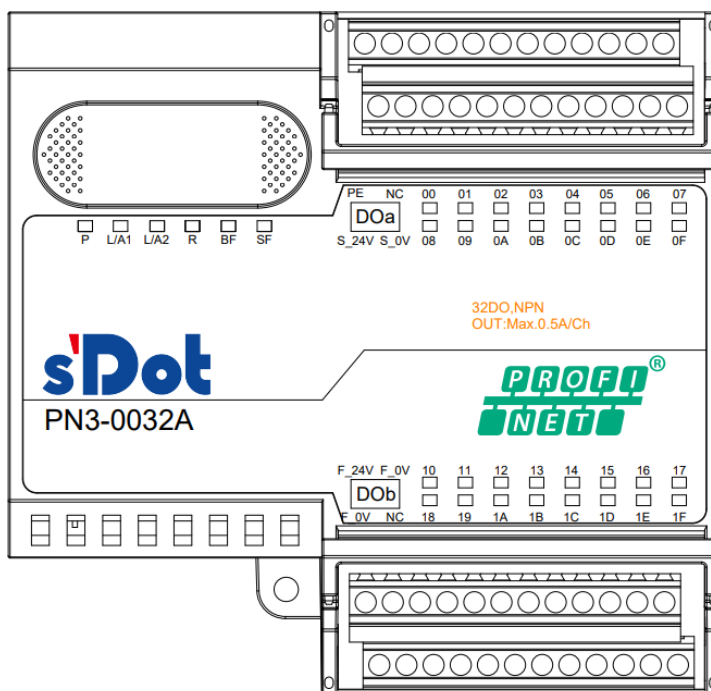 PE NC 00 01 02 03 04 05 06 07
DOa
P L/A1 L/A2 R BF SF
S_24V S_0V 08 09 0A 0B 0C 0D 0E 0F
32DO,NPN
OUT:Max.0.5A/Ch
s'Dot
PROFI®
NET
PN3-0032A
F_24V F_0V 10 11 12 13 14 15 16 17
DOb
F_0V NC 18 19 1A 1B 1C 1D 1E 1F